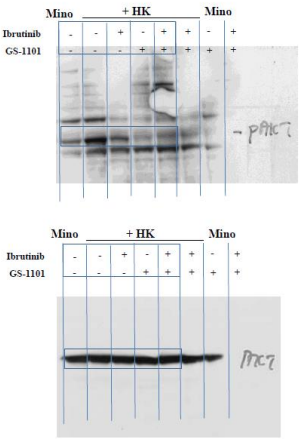 Mino + HK Mino
Ibrutinib - - + - + + - +
GS-1101 - - - + + + + +
- pAKT
Mino + HK Mino
Ibrutinib - - + - + + - +
GS-1101 - - - + + + + +
AKT